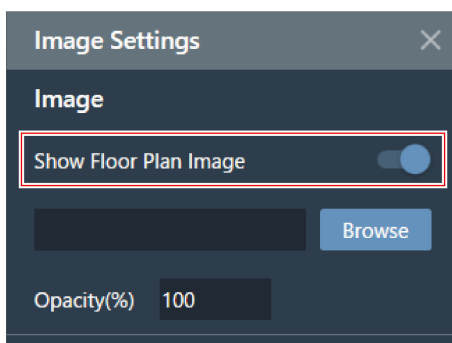 Image Settings
Image
Show Floor Plan Image
Browse
Opacity(%) 100